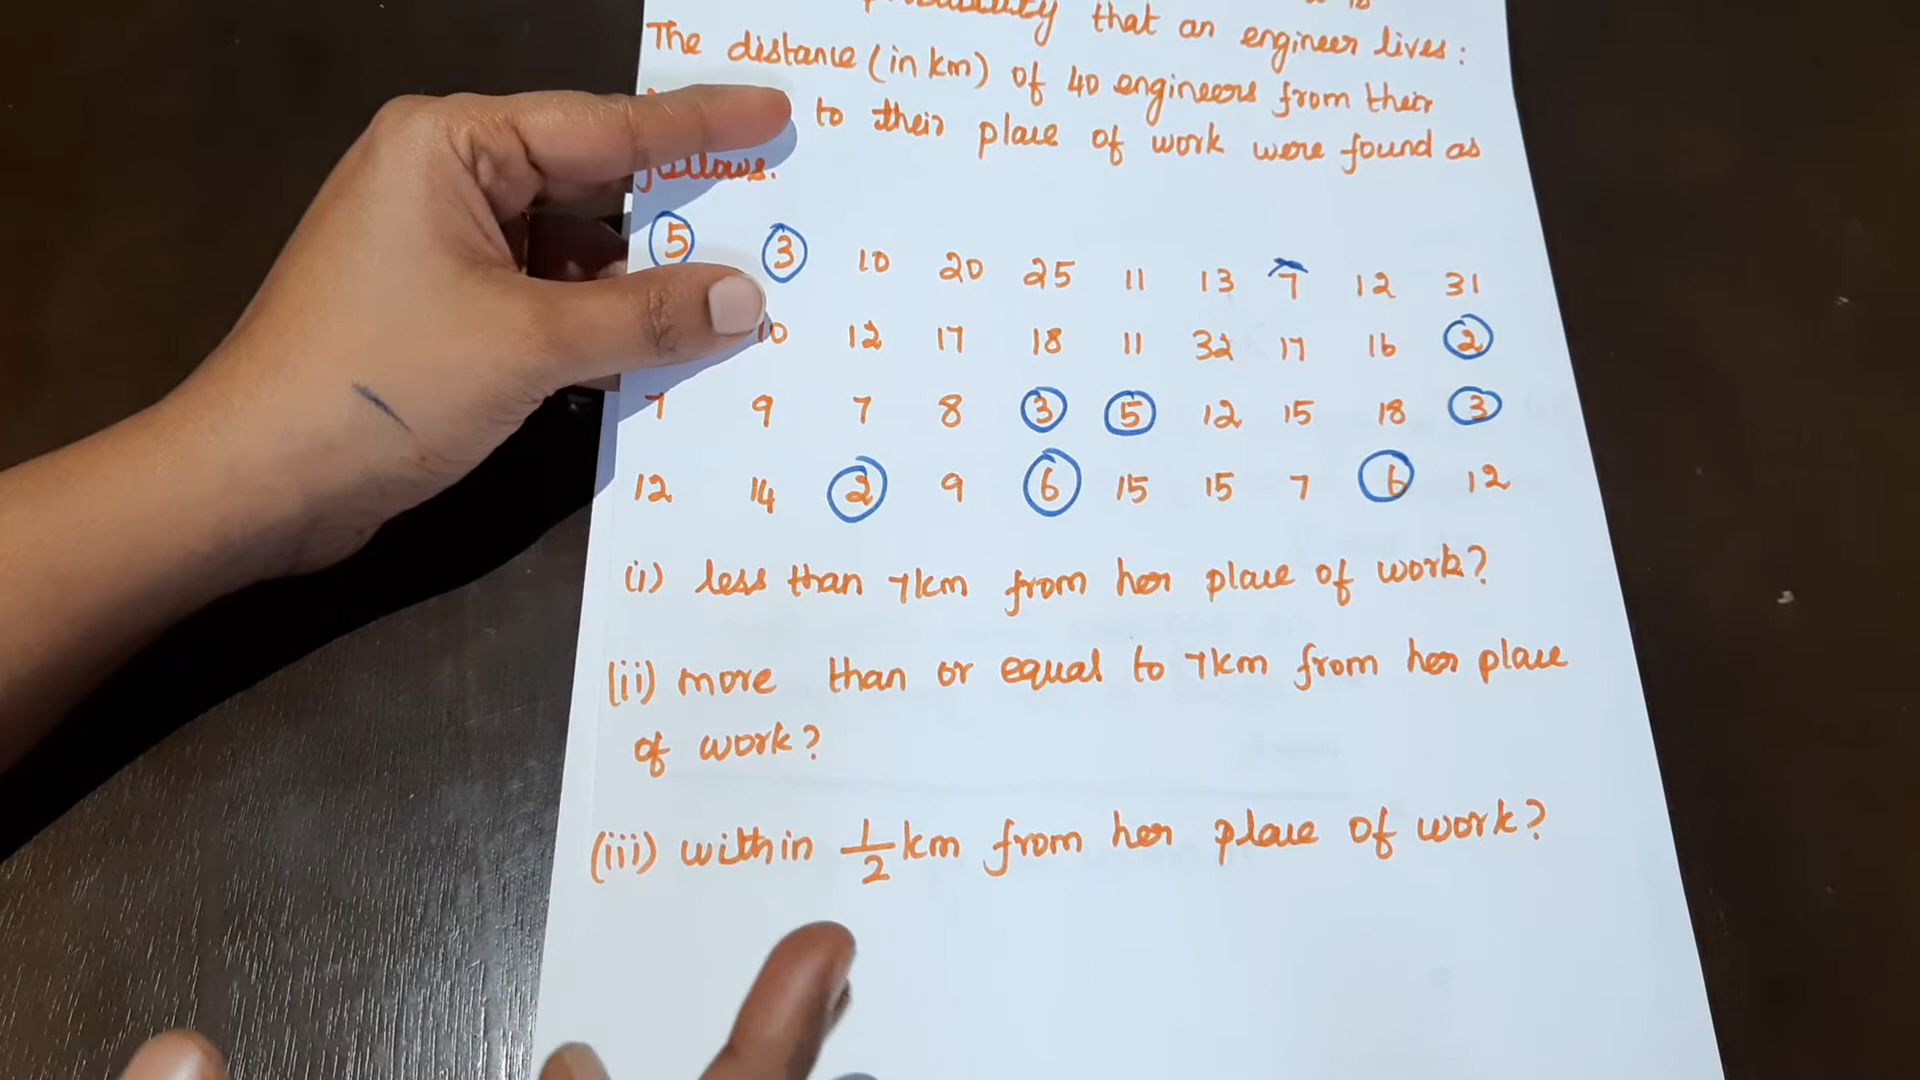 that an engineer lives:
The distance (in km) of 40 engineers from their
to their place of work were found as
follows.
5 3 10 20 25 11 13 7 12 31
10 12 17 18 11 32 17 16 2
7 9 7 8 3 5 12 15 18 3
12 14 2 9 6 15 15 7 6 12
(i) less than 7km from her place of work?
(ii) more than or equal to 7km from her place
of work?
(iii) within 1/2 km from her place of work?